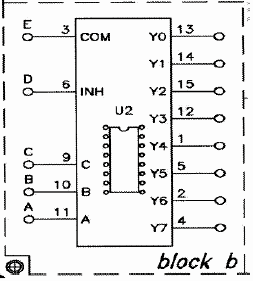 E 3 COM Y0 13
Y1 14
D 6 INH Y2 15
U2
Y3 12
Y4 1
C 9 C Y5 5
B 10 B Y6 2
A 11 A Y7 4
block b